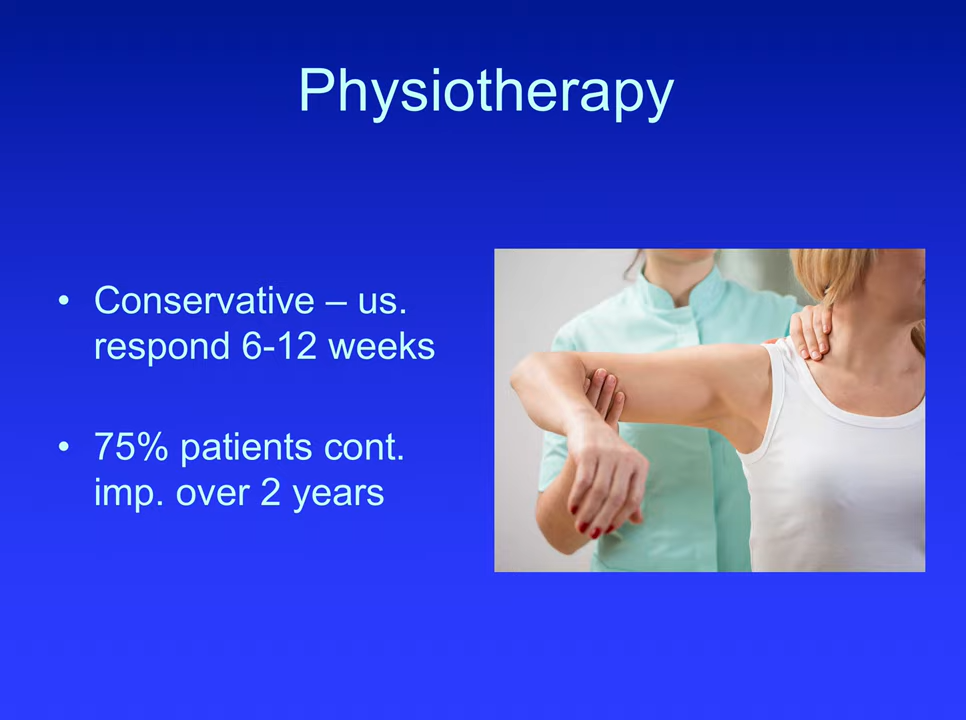 Physiotherapy
• Conservative – us.
respond 6-12 weeks
• 75% patients cont.
imp. over 2 years